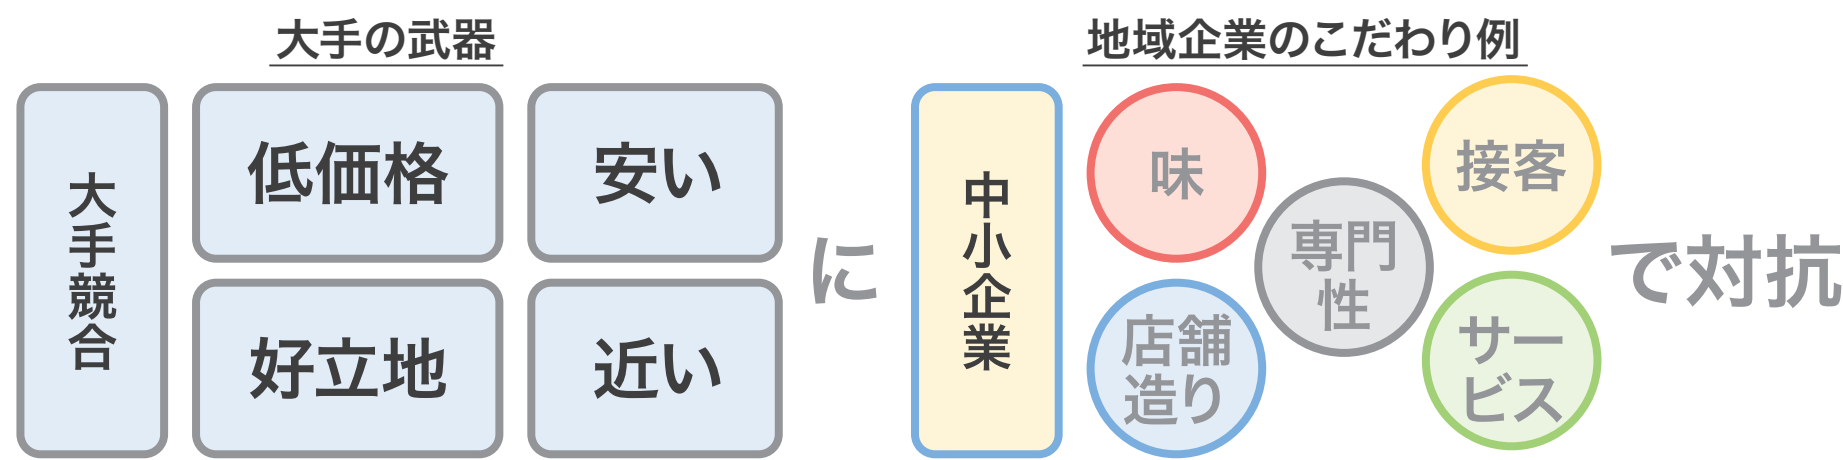 大手の武器
大手競合
低価格
安い
好立地
近い
に
地域企業のこだわり例
中小企業
味
接客
専門
性
店舗
造り
サー
ビス
で対抗